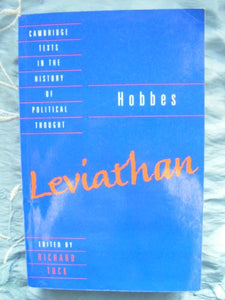 CAMBRIDGE
TEXTS
IN THE
HISTORY
OF
POLITICAL
THOUGHT
Hobbes
Leviathan
EDITED BY
RICHARD
TUCK